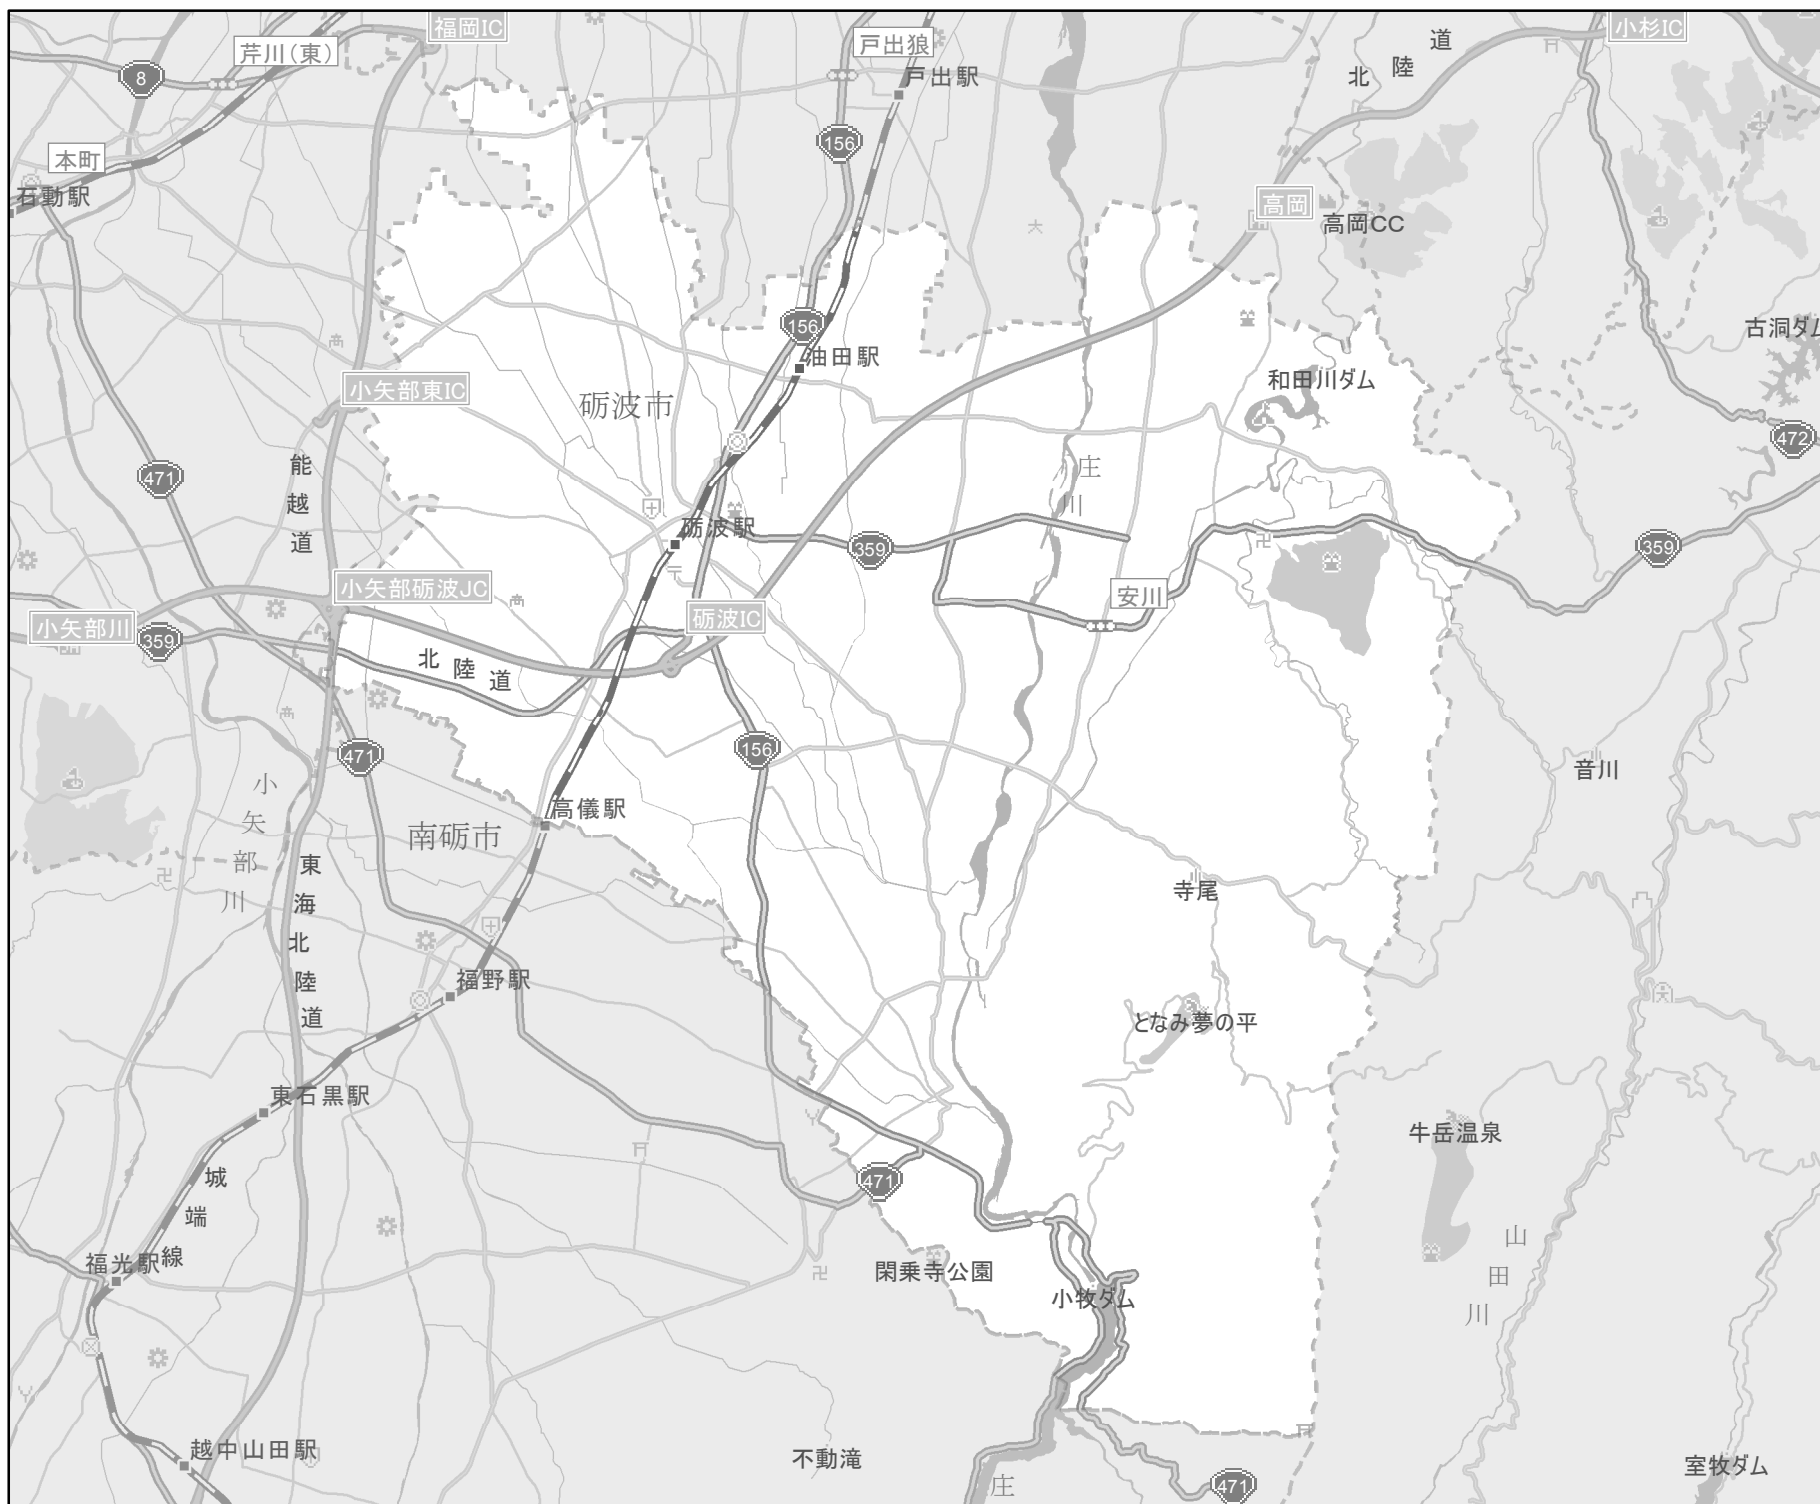 福岡IC
小杉IC
芹川(東)
戸出狼
北陸道
8
戸出駅
156
本町
石動駅
高岡
高岡CC
156
油田駅
古洞ダム
小矢部東IC
和田川ダム
砺波市
472
471
能越道
庄川
砺波駅
359
359
小矢部砺波JC
安川
砺波IC
小矢部川
359
北陸道
156
471
音川
小矢部川
高儀駅
南砺市
東海北陸道
寺尾
福野駅
となみ夢の平
東石黒駅
牛岳温泉
城端線
471
福光駅
閑乗寺公園
小牧ダム
山田川
越中山田駅
不動滝
庄
471
室牧ダム